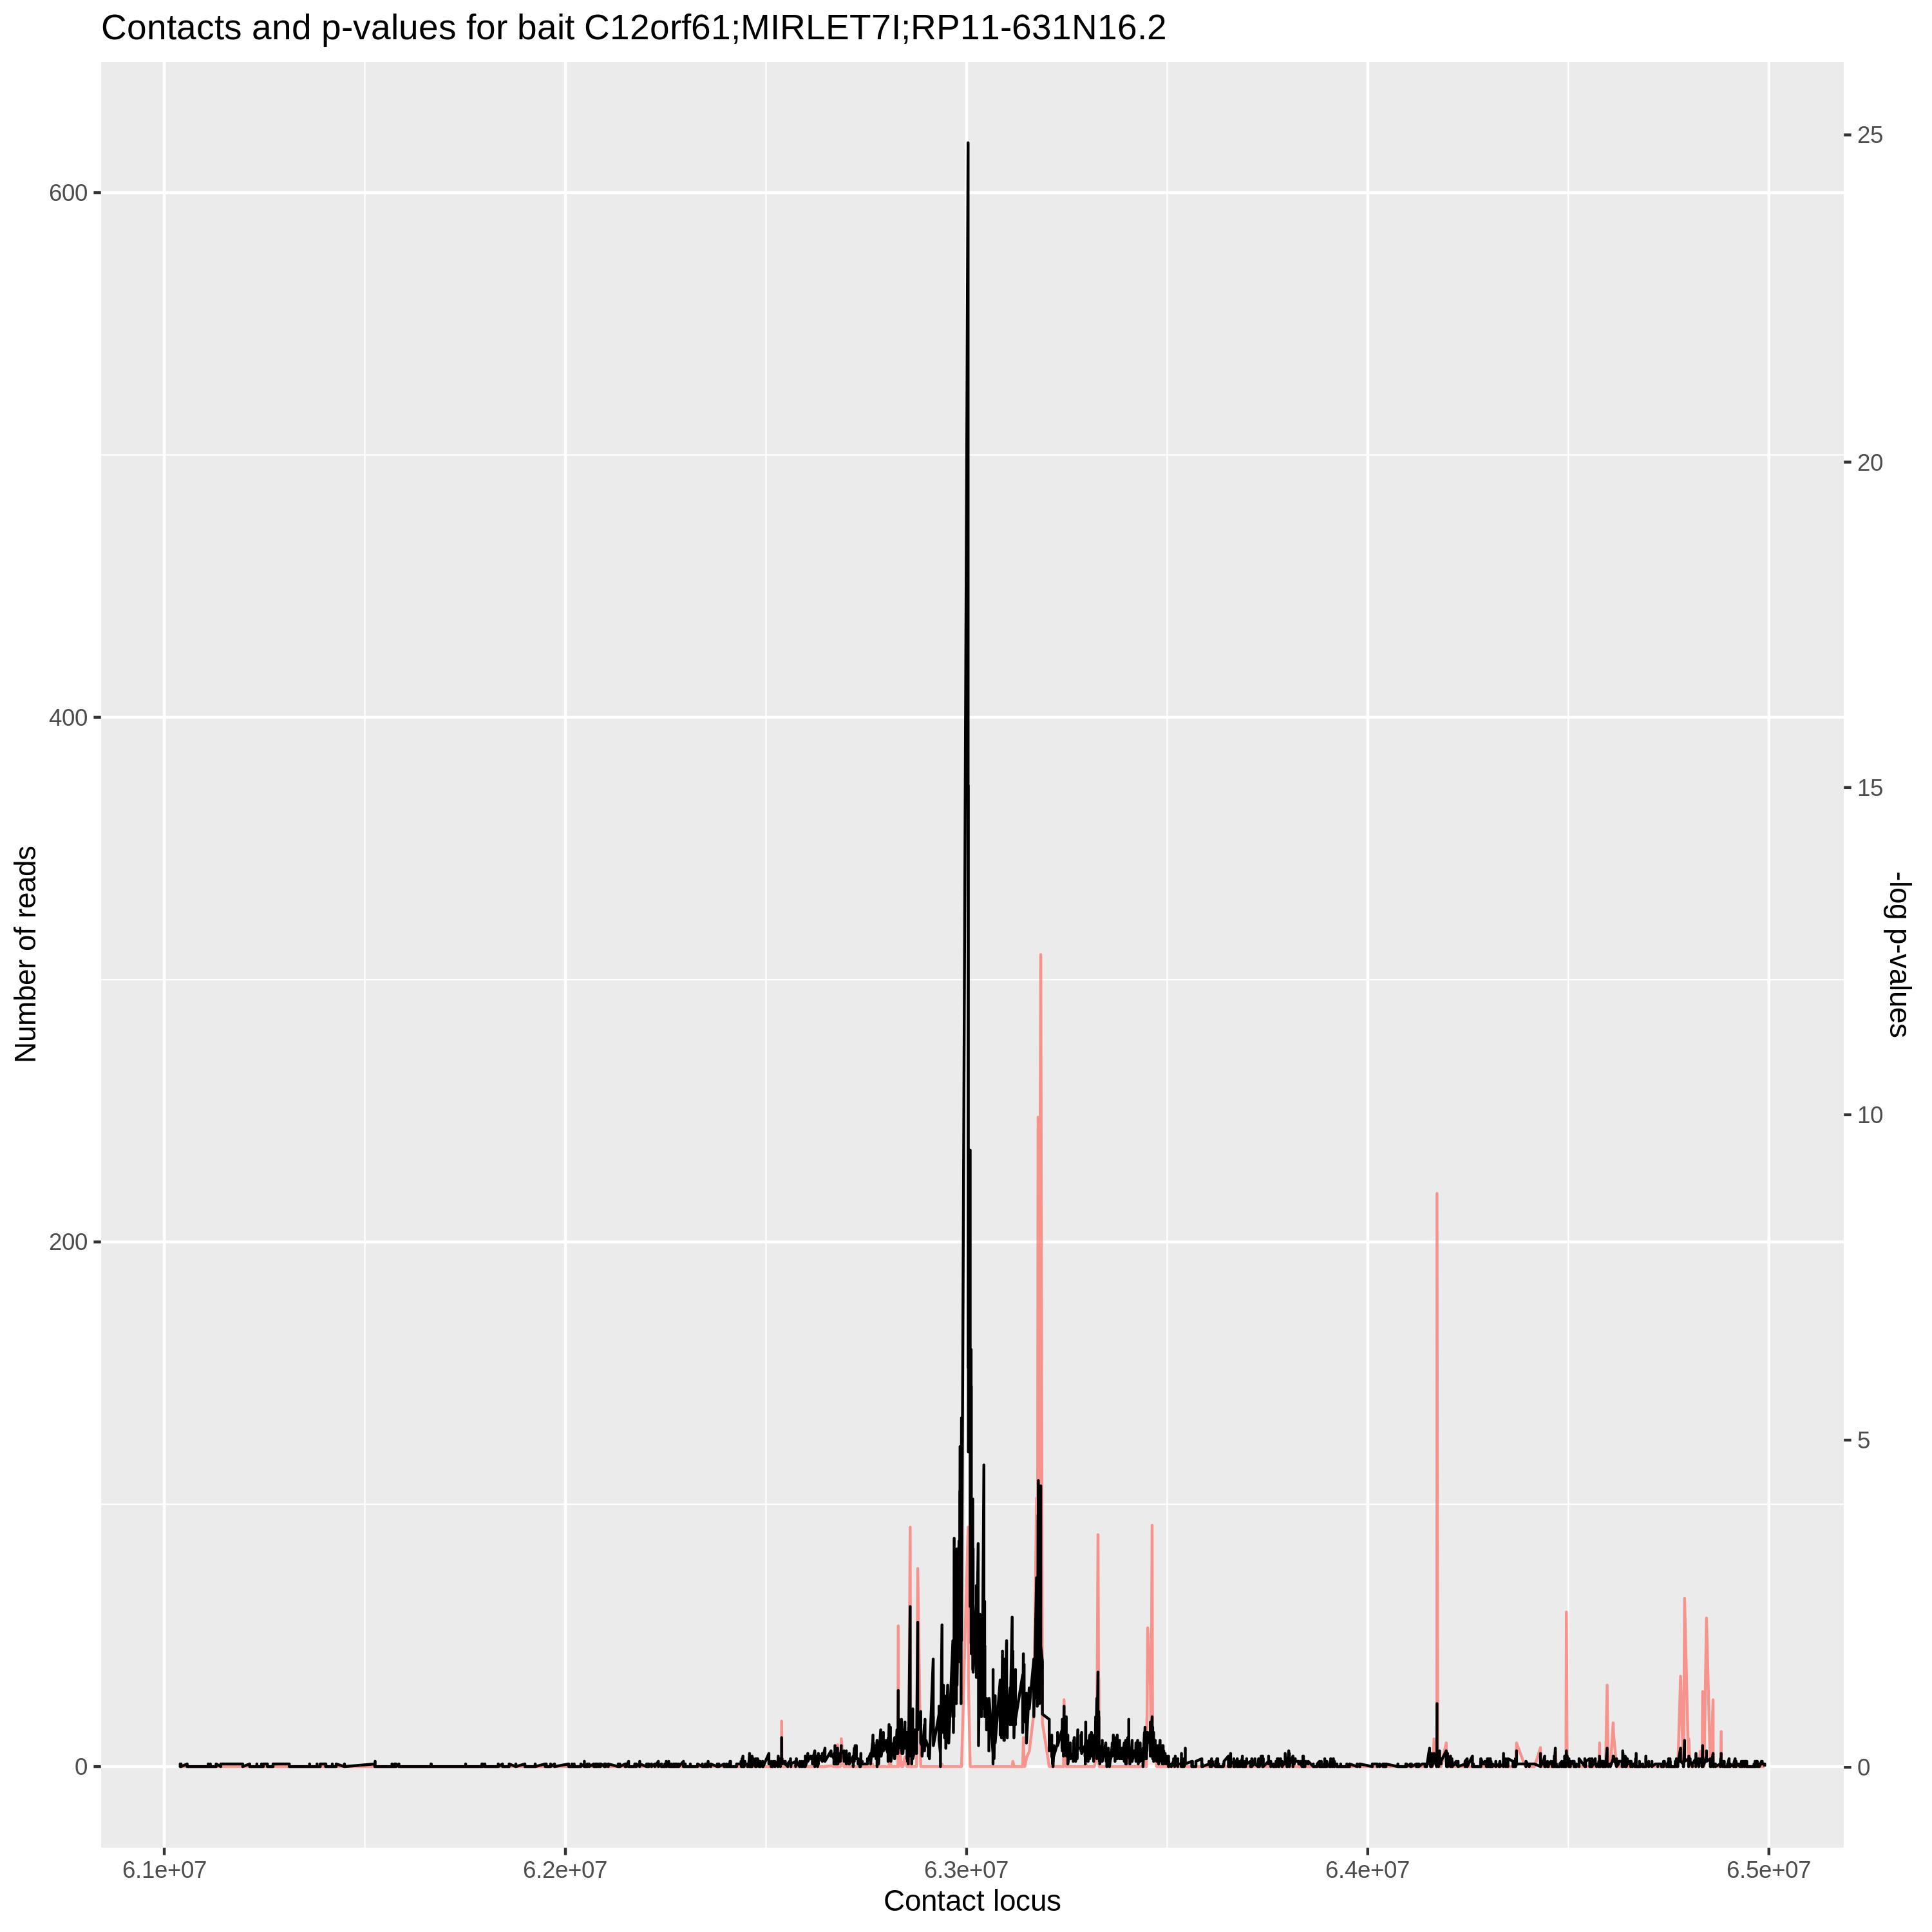 Contacts and p-values for bait C12orf61;MIRLET7I;RP11-631N16.2
600
400
200
0
Number of reads
25
20
15
10
5
0
-log p-values
6.1e+07 6.2e+07 6.3e+07 6.4e+07 6.5e+07
Contact locus